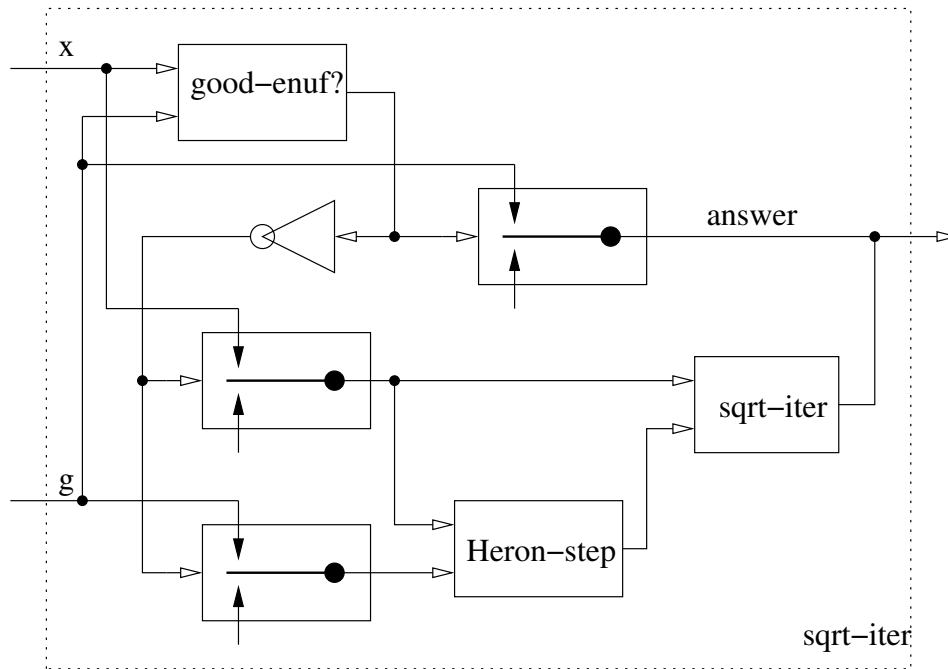 x
good-enuf?
answer
sqrt-iter
g
Heron-step
sqrt-iter